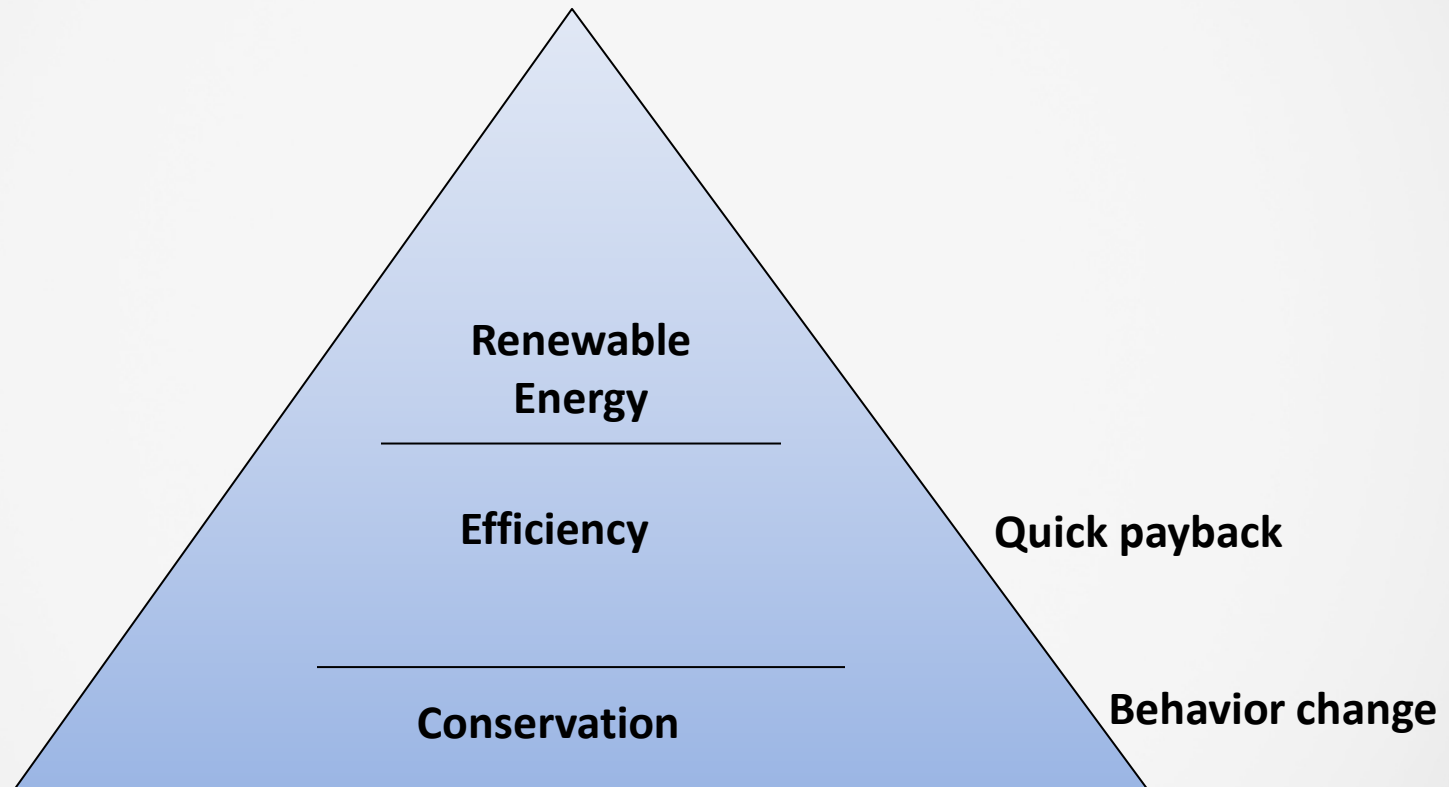 Renewable
Energy
Efficiency
Quick payback
Conservation
Behavior change